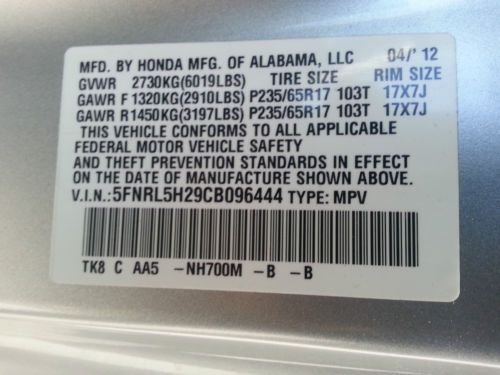 MFD. BY HONDA MFG. OF ALABAMA, LLC 04/ʼ 12
GVWR 2730KG(6019LBS) TIRE SIZE RIM SIZE
GAWR F 1320KG(2910LBS) P235/65R17 103T 17X7J
GAWR R1450KG(3197LBS) P235/65R17 103T 17X7J
THIS VEHICLE CONFORMS TO ALL APPLICABLE
FEDERAL MOTOR VEHICLE SAFETY
AND THEFT PREVENTION STANDARDS IN EFFECT
ON THE DATE OF MANUFACTURE SHOWN ABOVE.
V.I.N.: 5FNRL5H29CB096444 TYPE: MPV
TK8 C AA5 -NH700M -B -B